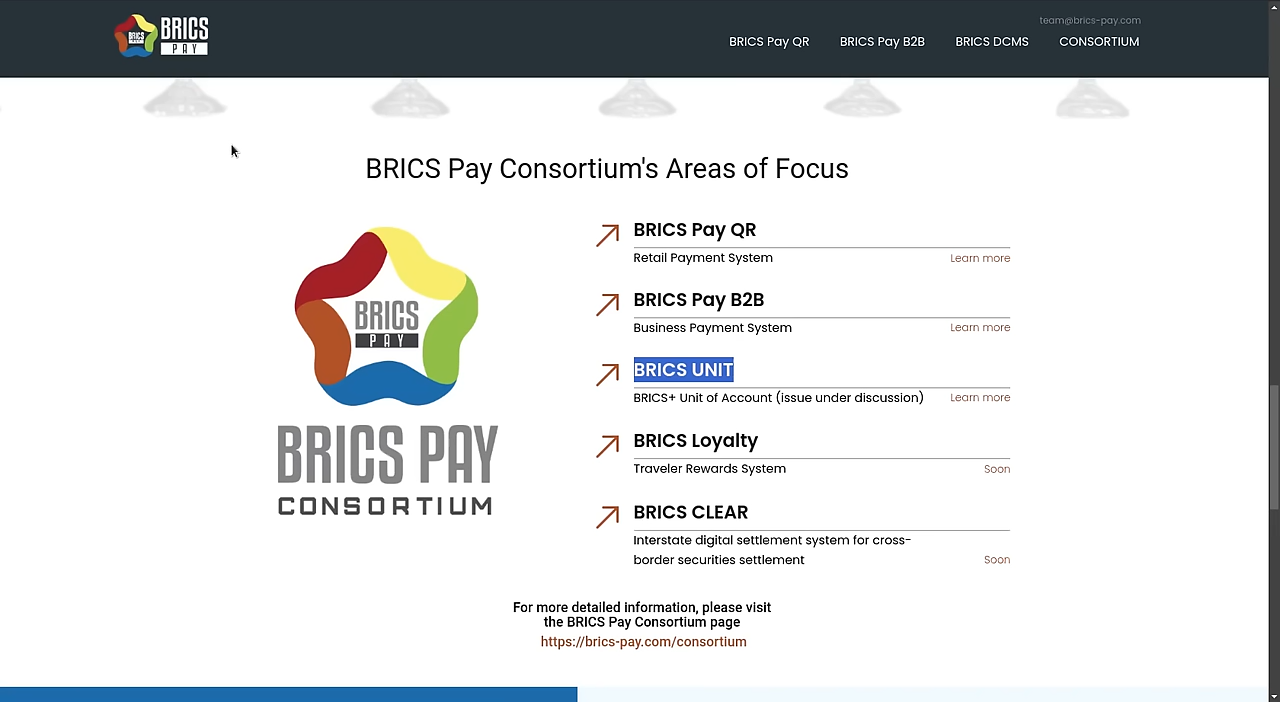 BRICS
PAY
team@brics-pay.com
BRICS Pay QR
BRICS Pay B2B
BRICS DCMS
CONSORTIUM
BRICS Pay Consortium's Areas of Focus
BRICS
PAY
BRICS PAY
CONSORTIUM
BRICS Pay QR
Retail Payment System
Learn more
BRICS Pay B2B
Business Payment System
Learn more
BRICS UNIT
BRICS+ Unit of Account (issue under discussion)
Learn more
BRICS Loyalty
Traveler Rewards System
Soon
BRICS CLEAR
Interstate digital settlement system for cross-
border securities settlement
Soon
For more detailed information, please visit
the BRICS Pay Consortium page
https://brics-pay.com/consortium